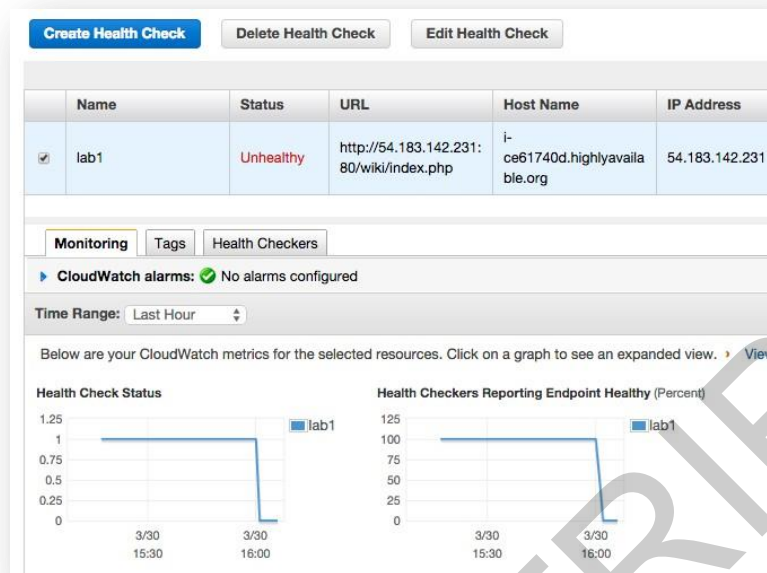 Create Health Check Delete Health Check Edit Health Check
Name Status URL Host Name IP Address
lab1 Unhealthy http://54.183.142.231: 80/wiki/index.php i- ce61740d.highlyavaila ble.org 54.183.142.231
Monitoring Tags Health Checkers
CloudWatch alarms: No alarms configured
Time Range: Last Hour
Below are your CloudWatch metrics for the selected resources. Click on a graph to see an expanded view.
Health Check Status
1.25
1
0.75
0.5
0.25
0
3/30 3/30
15:30 16:00
lab1
Health Checkers Reporting Endpoint Healthy (Percent)
125
100
75
50
25
0
3/30 3/30
15:30 16:00
lab1